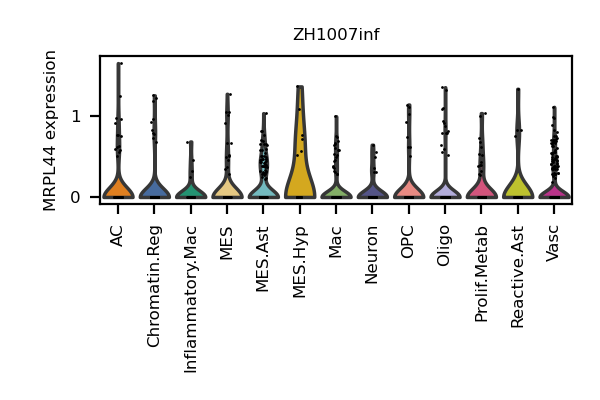 ZH1007inf
MRPL44 expression
1
0
AC
Chromatin.Reg
Inflammatory.Mac
MES
MES.Ast
MES.Hyp
Mac
Neuron
OPC
Oligo
Prolif.Metab
Reactive.Ast
Vasc